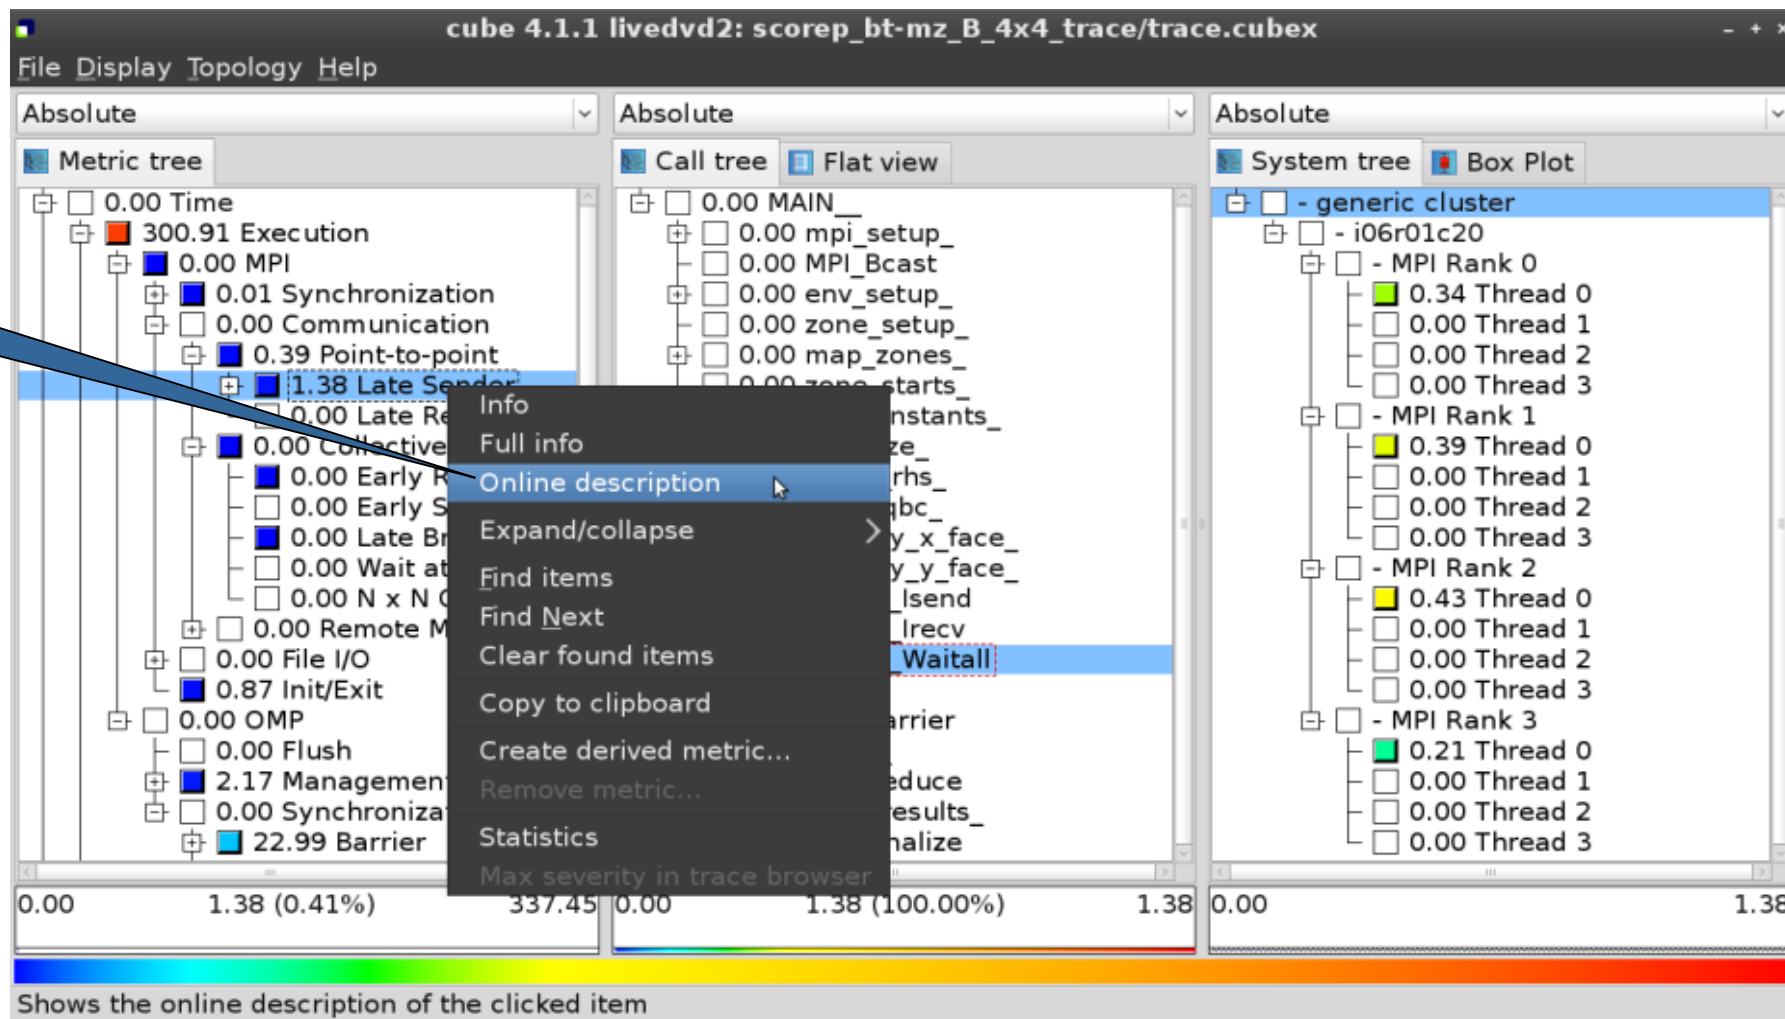 cube 4.1.1 livedvd2: scorep_bt-mz_B_4x4_trace/trace.cubex
File Display Topology Help
Absolute
Metric tree
0.00 Time
300.91 Execution
0.00 MPI
0.01 Synchronization
0.00 Communication
0.39 Point-to-point
1.38 Late Sender
0.00 Late Re
0.00 Collective
0.00 Early R
0.00 Early S
0.00 Late Br
0.00 Wait at
0.00 N x N
0.00 Remote M
0.00 File I/O
0.87 Init/Exit
0.00 OMP
0.00 Flush
2.17 Managemen
0.00 Synchroniza
22.99 Barrier
0.00 1.38 (0.41%) 337.45
Info
Full info
Online description
Expand/collapse
Find items
Find Next
Clear found items
Copy to clipboard
Create derived metric...
Remove metric...
Statistics
Max severity in trace browser
Absolute
Call tree Flat view
0.00 MAIN__
0.00 mpi_setup_
0.00 MPI_Bcast
0.00 env_setup_
0.00 zone_setup_
0.00 map_zones_
0.00 zone_starts_
nstants_
ze_
rhs_
qbc_
y_x_face_
y_y_face_
_Isend
_Irecv
_Waitall
arrier
educe
esults_
nalize
0.00 1.38 (100.00%) 1.38
Absolute
System tree Box Plot
- generic cluster
- i06r01c20
- MPI Rank 0
0.34 Thread 0
0.00 Thread 1
0.00 Thread 2
0.00 Thread 3
- MPI Rank 1
0.39 Thread 0
0.00 Thread 1
0.00 Thread 2
0.00 Thread 3
- MPI Rank 2
0.43 Thread 0
0.00 Thread 1
0.00 Thread 2
0.00 Thread 3
- MPI Rank 3
0.21 Thread 0
0.00 Thread 1
0.00 Thread 2
0.00 Thread 3
0.00 1.38
Shows the online description of the clicked item